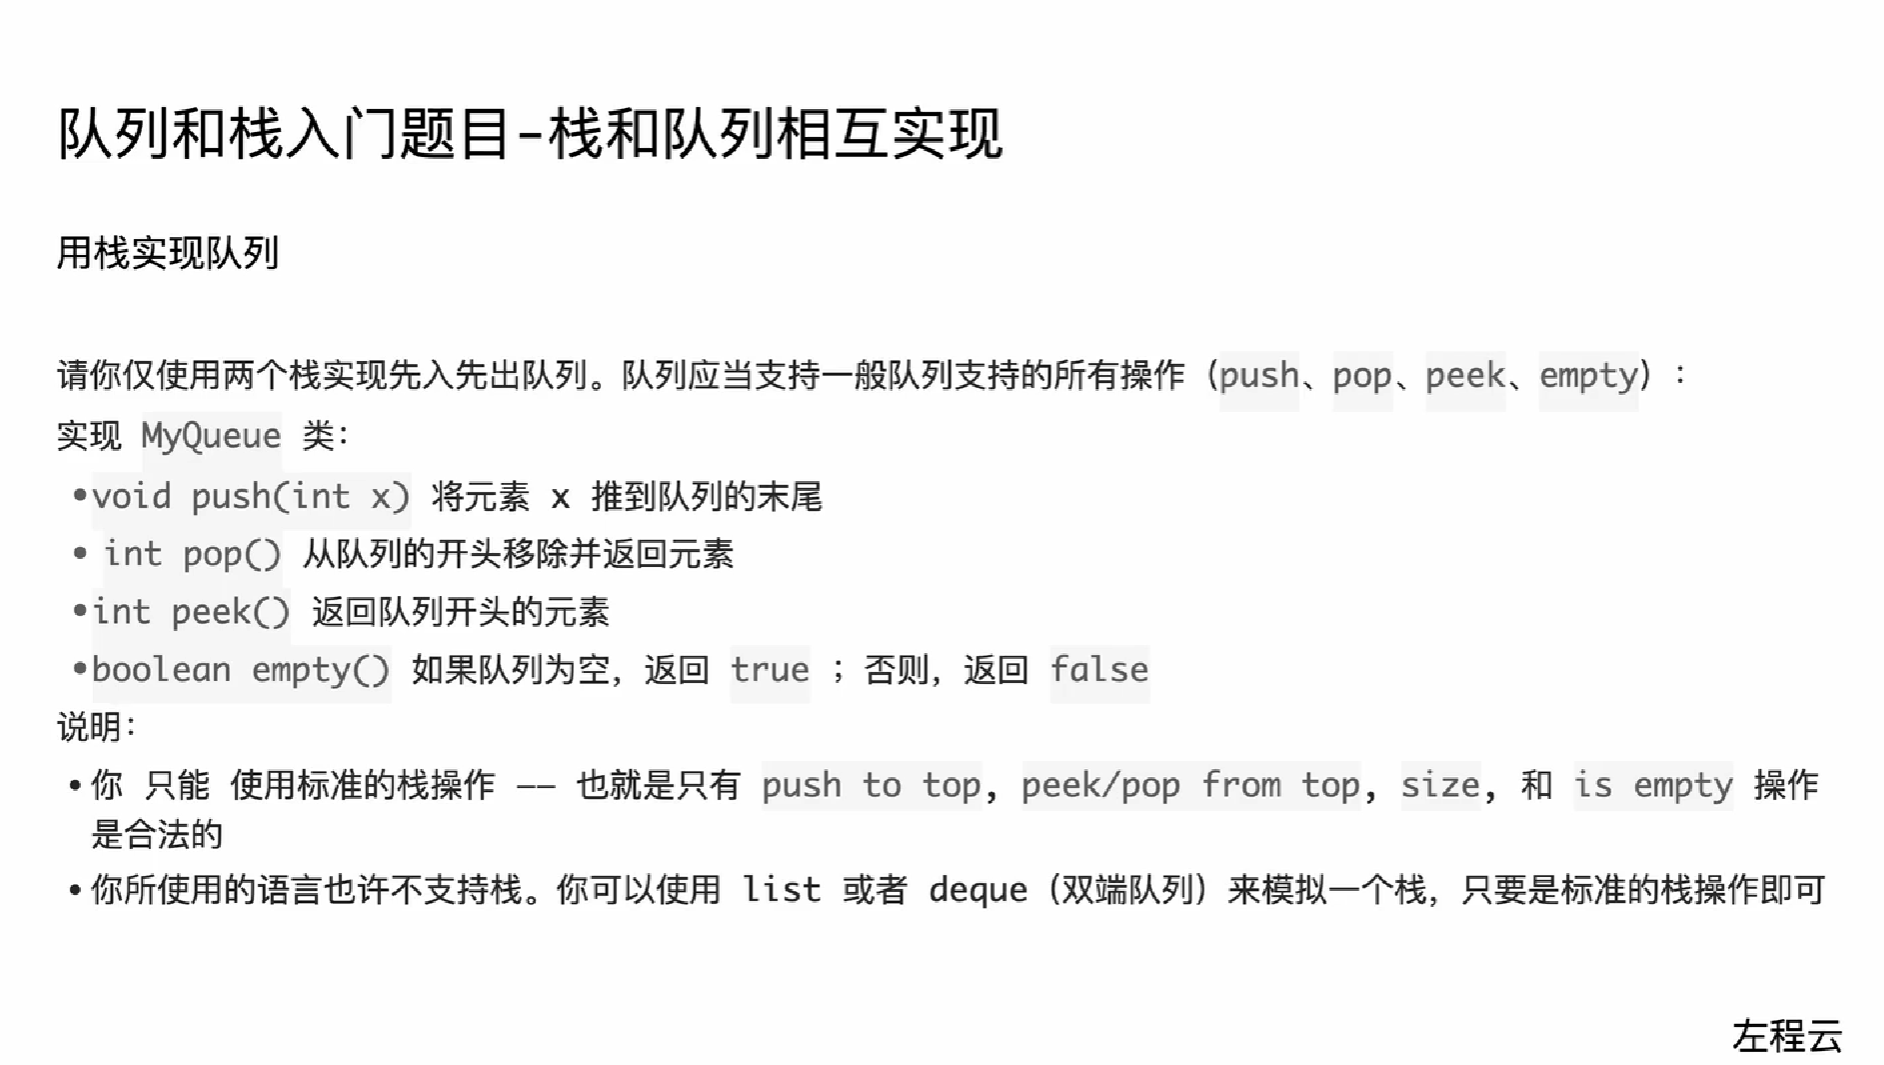 队列和栈入门题目-栈和队列相互实现
用栈实现队列
请你仅使用两个栈实现先入先出队列。队列应当支持一般队列支持的所有操作（push、pop、peek、empty）：
实现 MyQueue 类：
•void push(int x) 将元素 x 推到队列的末尾
• int pop() 从队列的开头移除并返回元素
•int peek() 返回队列开头的元素
•boolean empty() 如果队列为空，返回 true ；否则，返回 false
说明：
• 你 只能 使用标准的栈操作 —— 也就是只有 push to top, peek/pop from top, size, 和 is empty 操作
是合法的
• 你所使用的语言也许不支持栈。你可以使用 list 或者 deque（双端队列）来模拟一个栈，只要是标准的栈操作即可
左程云